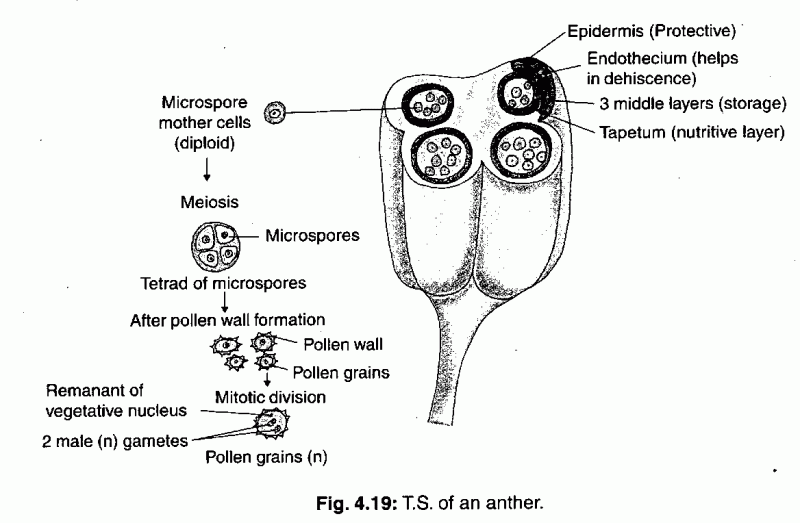 Epidermis (Protective)
Endothecium (helps
in dehiscence)
3 middle layers (storage)
Tapetum (nutritive layer)
Microspore
mother cells
(diploid)
Meiosis
Microspores
Tetrad of microspores
After pollen wall formation
Pollen wall
Pollen grains
Mitotic division
Remanant of
vegetative nucleus
2 male (n) gametes
Pollen grains (n)
Fig. 4.19: T.S. of an anther.